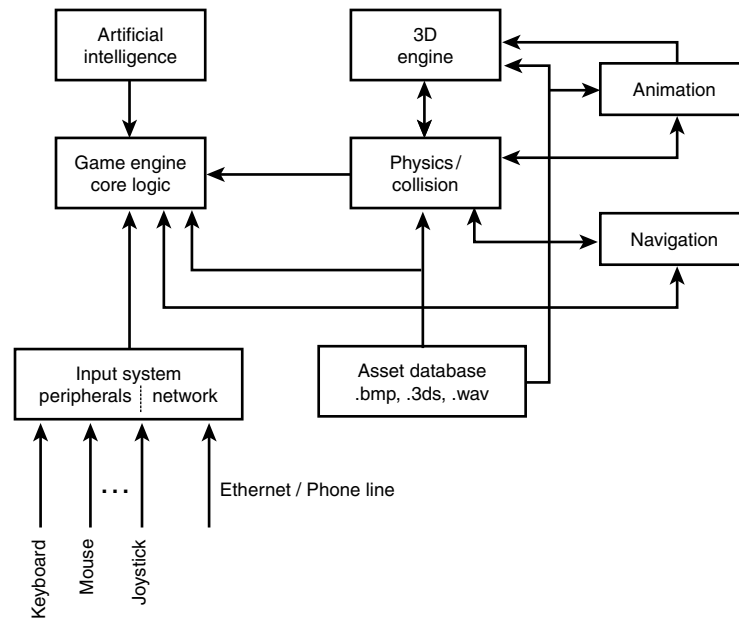 Artificial
intelligence
3D
engine
Animation
Game engine
core logic
Physics/
collision
Navigation
Input system
peripherals network
Asset database
.bmp, .3ds, .wav
...
Ethernet / Phone line
Keyboard
Mouse
Joystick